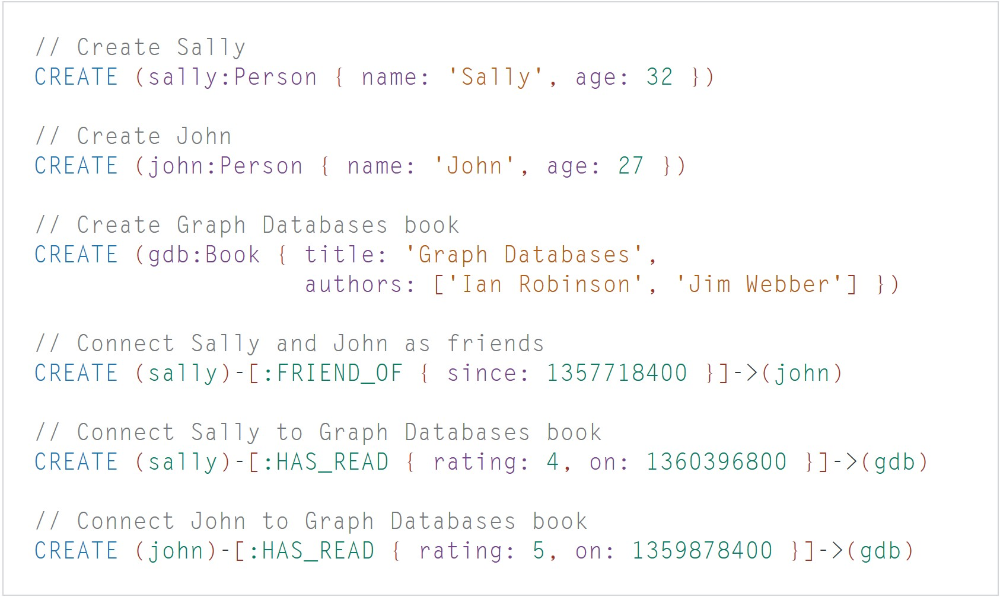 // Create Sally
CREATE (sally:Person { name: 'Sally', age: 32 })
// Create John
CREATE (john:Person { name: 'John', age: 27 })
// Create Graph Databases book
CREATE (gdb:Book { title: 'Graph Databases',
authors: ['Ian Robinson', 'Jim Webber'] })
// Connect Sally and John as friends
CREATE (sally)-[:FRIEND_OF { since: 1357718400 }]->(john)
// Connect Sally to Graph Databases book
CREATE (sally)-[:HAS_READ { rating: 4, on: 1360396800 }]->(gdb)
// Connect John to Graph Databases book
CREATE (john)-[:HAS_READ { rating: 5, on: 1359878400 }]->(gdb)